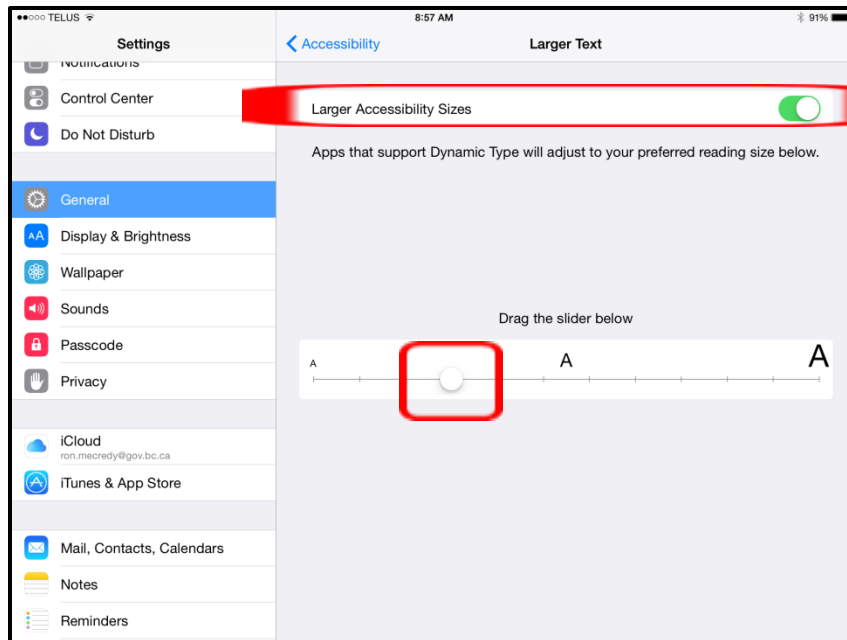 TELUS
8:57 AM
91%
Settings
Accessibility
Larger Text
Notifications
Control Center
Do Not Disturb
General
AA Display & Brightness
Wallpaper
Sounds
Passcode
Privacy
iCloud
ron.mecredy@gov.bc.ca
iTunes & App Store
Mail, Contacts, Calendars
Notes
Reminders
Larger Accessibility Sizes
Apps that support Dynamic Type will adjust to your preferred reading size below.
Drag the slider below
A A A